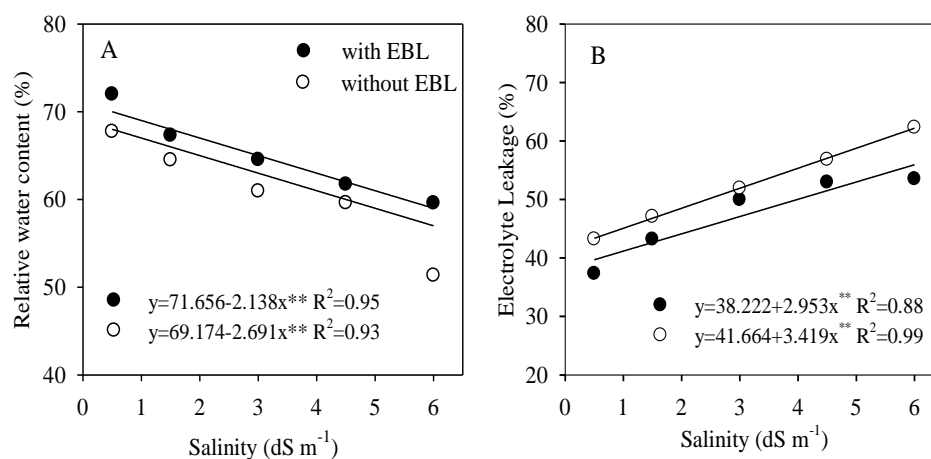 80
70
60
50
40
Relative water content (%)
A
with EBL
without EBL
y=71.656-2.138x** R²=0.95
y=69.174-2.691x** R²=0.93
0 1 2 3 4 5 6
Salinity (dS m⁻¹)
80
70
60
50
40
30
20
Electrolyte Leakage (%)
B
y=38.222+2.953x** R²=0.88
y=41.664+3.419x** R²=0.99
0 1 2 3 4 5 6
Salinity (dS m⁻¹)